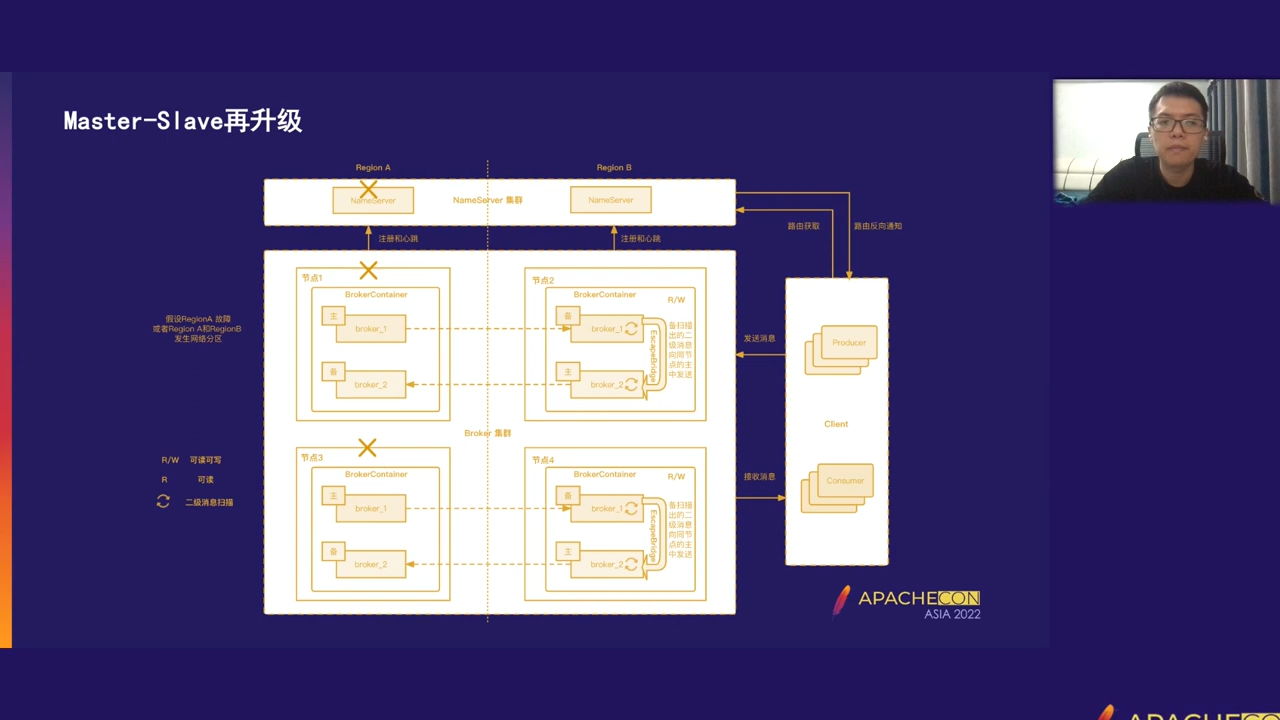 Master-Slave再升级
Region A
Region B
NameServer
NameServer 集群
NameServer
注册和心跳
注册和心跳
路由获取
路由反向通知
假设RegionA 故障
或者Region A和RegionB
发生网络分区
节点1
BrokerContainer
主
broker_1
备
broker_2
节点2
BrokerContainer
R/W
备
broker_1
主
broker_2
EscapeBridge
备扫描
出的二
级消息
向同节
点的主
中发送
发送消息
Producer
Client
Broker 集群
R/W 可读可写
R 可读
二级消息扫描
节点3
BrokerContainer
主
broker_1
备
broker_2
节点4
BrokerContainer
R/W
备
broker_1
主
broker_2
EscapeBridge
备扫描
出的二
级消息
向同节
点的主
中发送
接收消息
Consumer
APACHECON
ASIA 2022
APACHECO